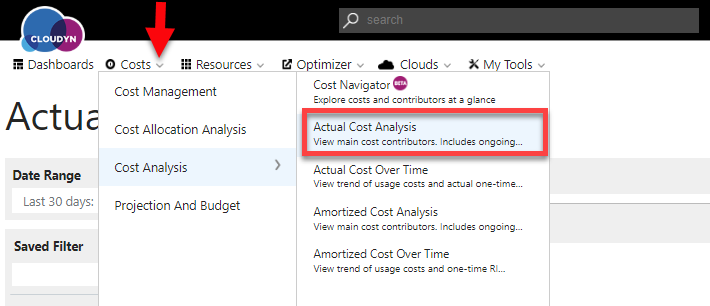 CLOUDYN
search
Dashboards Costs Resources Optimizer Clouds My Tools
Actua
Date Range
Last 30 days:
Saved Filter
Cost Management
Cost Allocation Analysis
Cost Analysis
Projection And Budget
Cost Navigator BETA
Explore costs and contributors at a glance
Actual Cost Analysis
View main cost contributors. Includes ongoing...
Actual Cost Over Time
View trend of usage costs and actual one-time...
Amortized Cost Analysis
View main cost contributors. Includes ongoing...
Amortized Cost Over Time
View trend of usage costs and one-time RI...